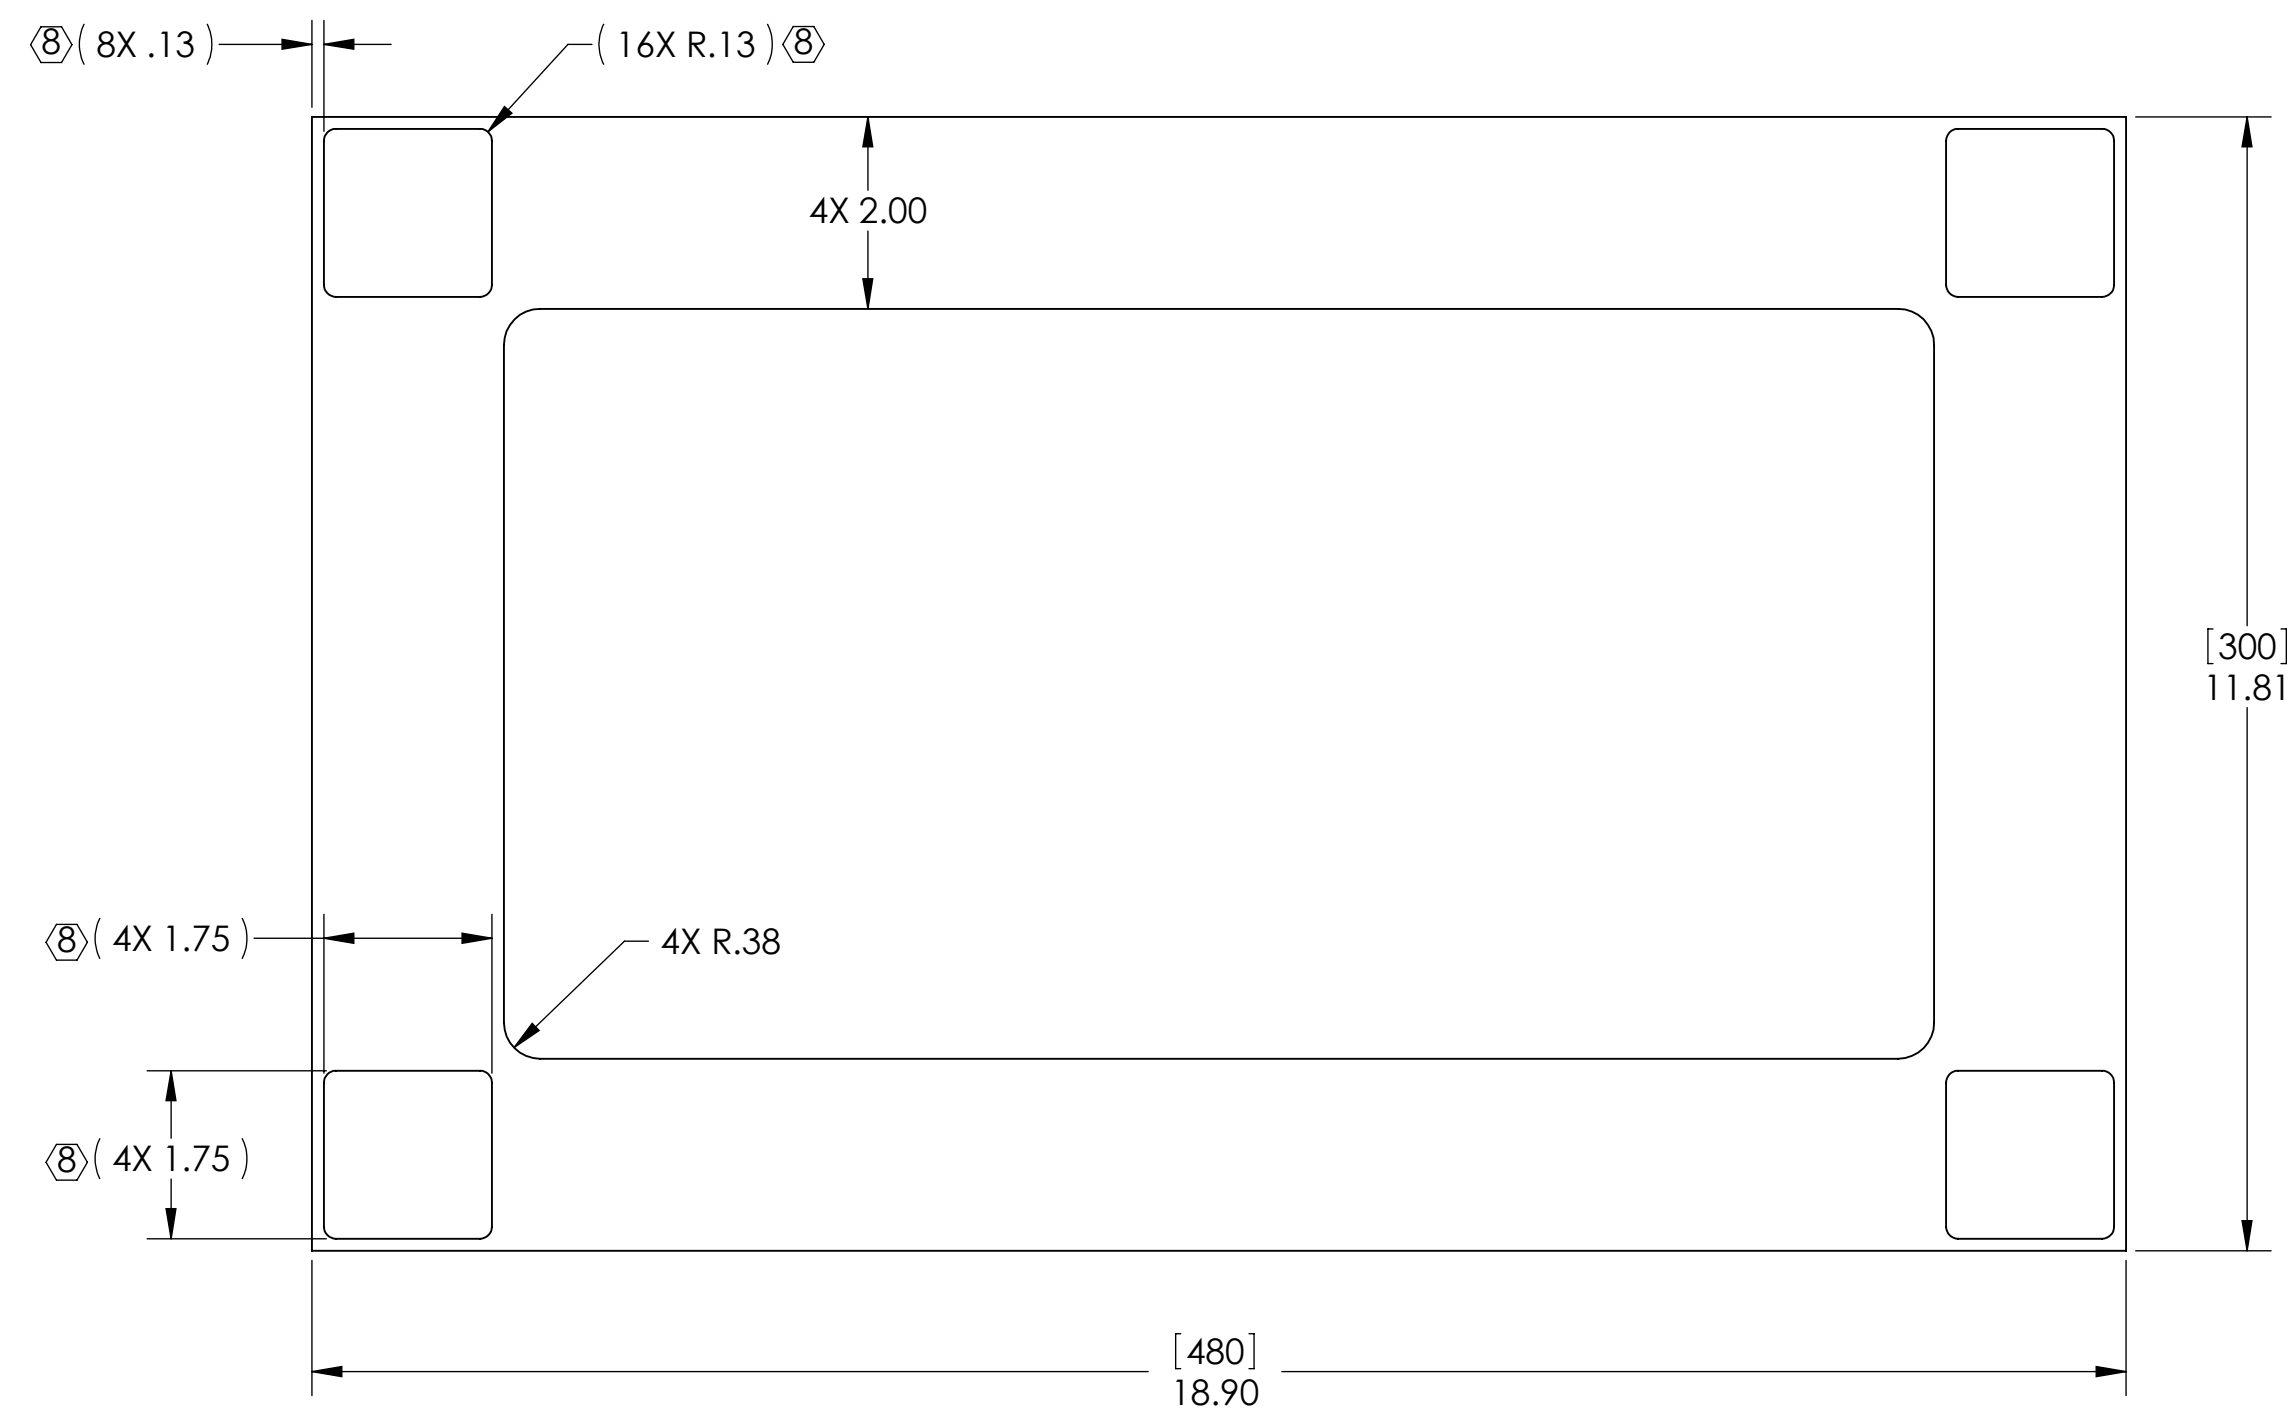 8 ( 8X .13 )
( 16X R.13 ) 8
4X 2.00
[300]
11.81
8 ( 4X 1.75 )
4X R.38
8 ( 4X 1.75 )
[480]
18.90